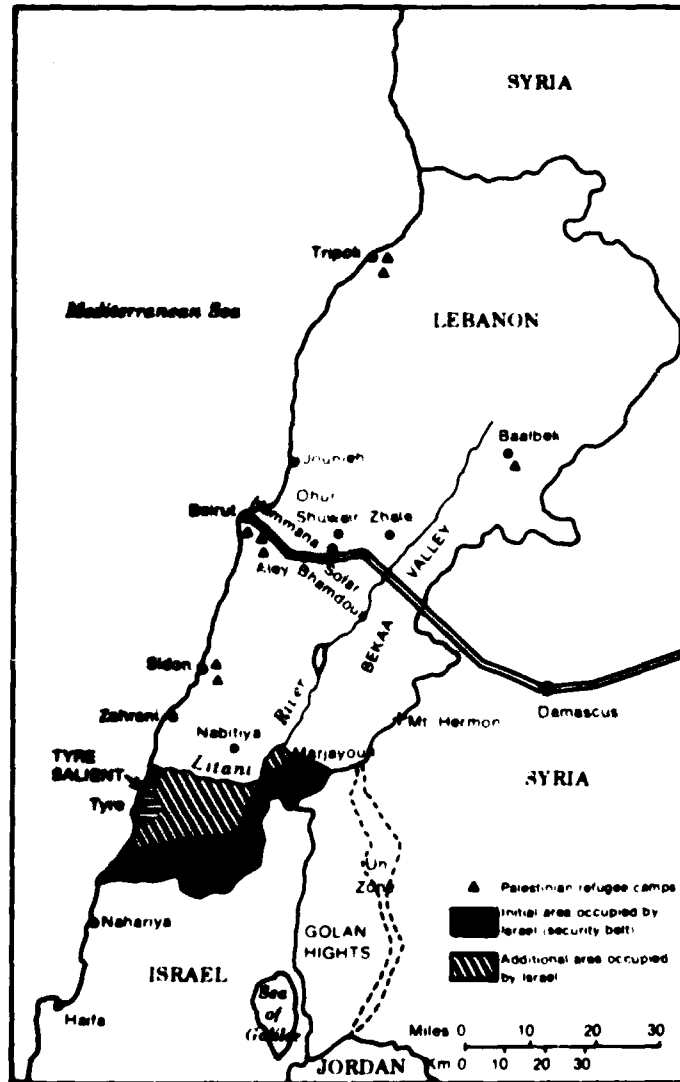 SYRIA
Tripoli
Mediterranean Sea
LEBANON
Baalbek
Jounieh
Dhur
Shuweir Zhale
Beirut
Hammana
Sofar
Aley Bhamdoun
VALLEY
BEKAA
Sidon
River
Damascus
Zahrani
Nabitiya
Mt Hermon
Litani
Marjayoun
TYRE
SALIENT
Tyre
SYRIA
Un
Zone
Palestinian refugee camps
Initial area occupied by
Israel (security belt)
Nahariya
GOLAN
HIGHTS
ISRAEL
Additional area occupied
by Israel
Sea
of
Galilee
Haifa
Miles 0 10 20 30
JORDAN
Km 0 10 20 30 40